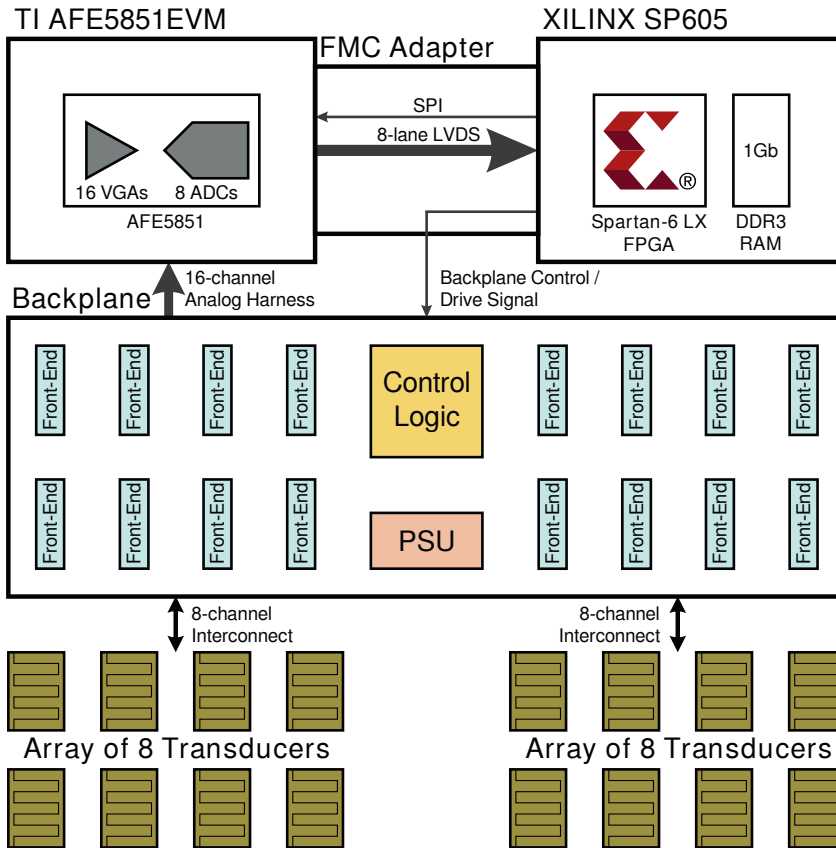 TI AFE5851EVM
XILINX SP605
FMC Adapter
SPI
8-lane LVDS
16 VGAs
8 ADCs
AFE5851
®
1Gb
Spartan-6 LX
FPGA
DDR3
RAM
16-channel
Analog Harness
Backplane Control /
Drive Signal
Backplane
Front-End
Front-End
Front-End
Front-End
Control
Logic
Front-End
Front-End
Front-End
Front-End
Front-End
Front-End
Front-End
Front-End
PSU
Front-End
Front-End
Front-End
Front-End
8-channel
Interconnect
8-channel
Interconnect
Array of 8 Transducers
Array of 8 Transducers